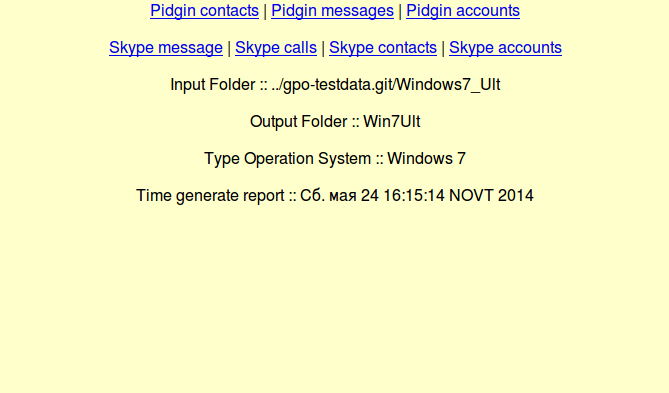 Pidgin contacts | Pidgin messages | Pidgin accounts
Skype message | Skype calls | Skype contacts | Skype accounts
Input Folder :: ../gpo-testdata.git/Windows7_Ult
Output Folder :: Win7Ult
Type Operation System :: Windows 7
Time generate report :: Сб. мая 24 16:15:14 NOVT 2014